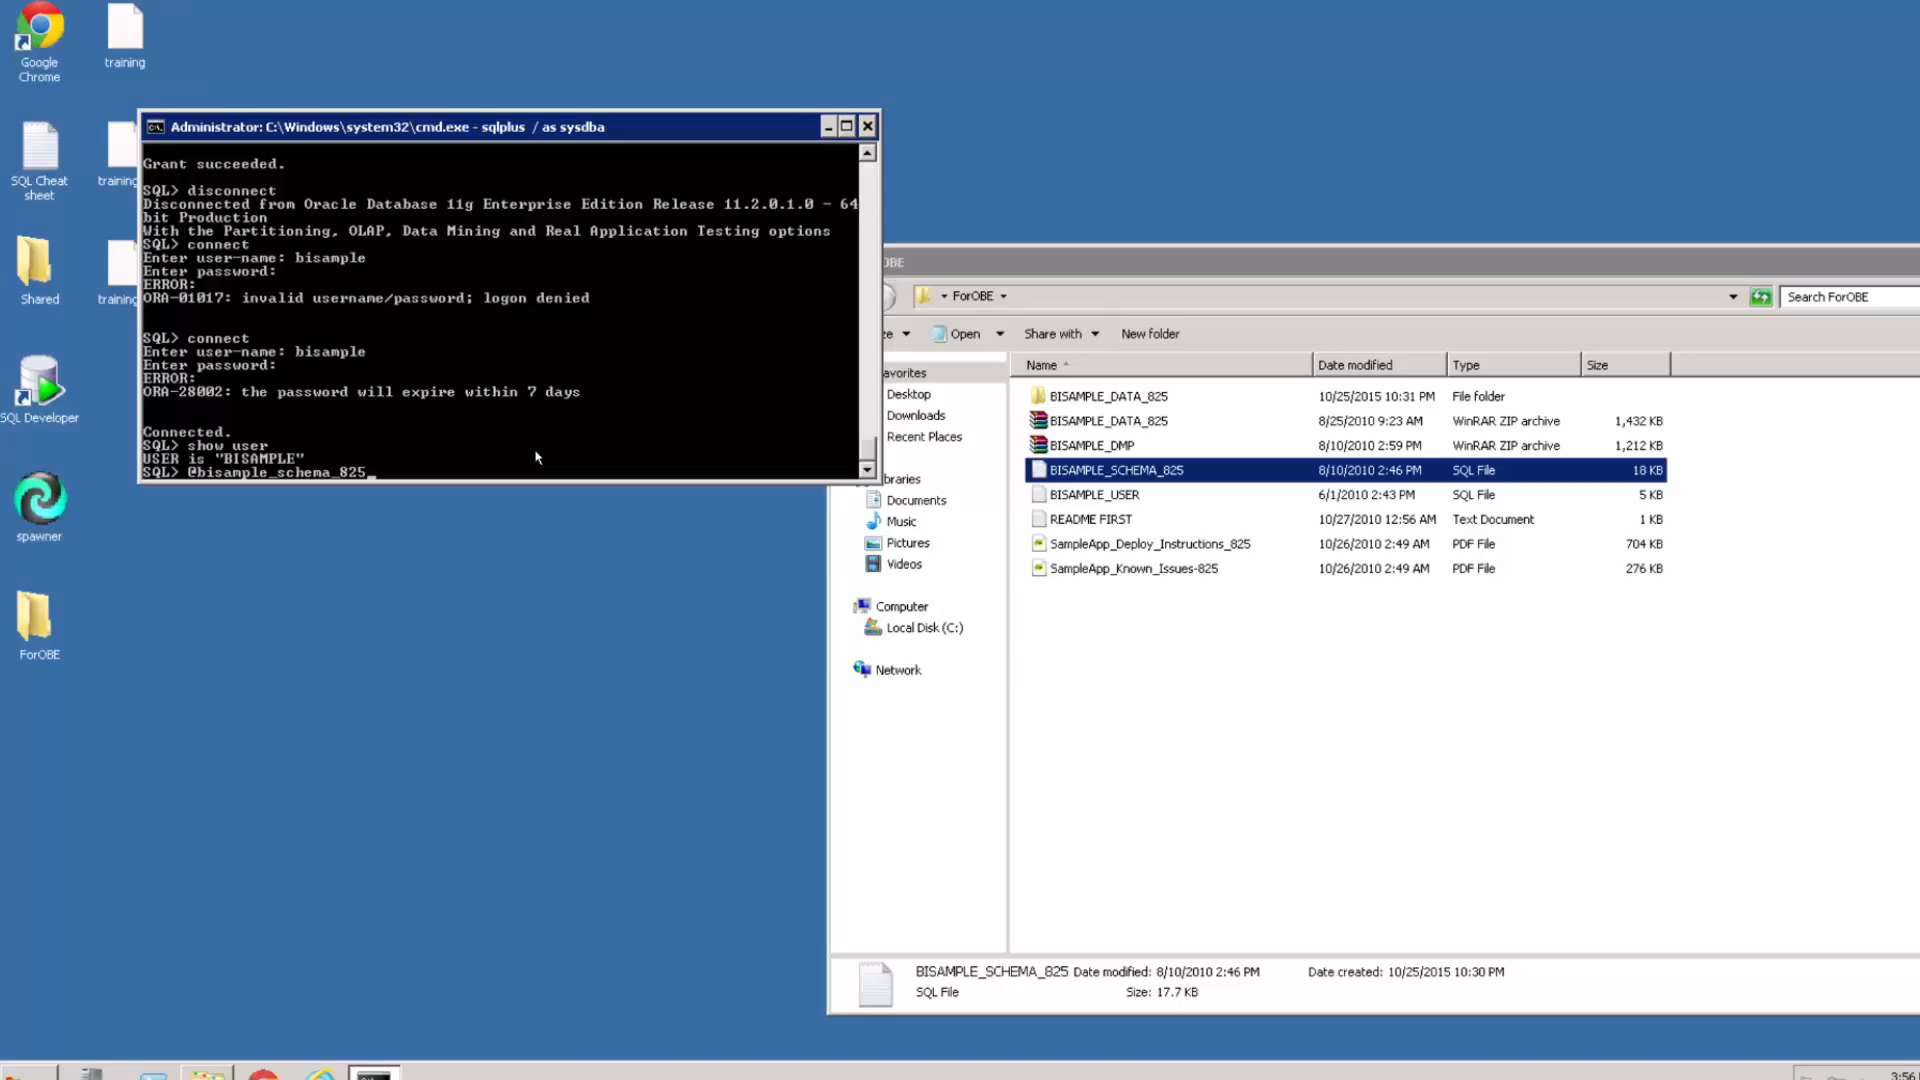 Google
Chrome
training
SQL Cheat
sheet
training
Shared
training
SQL Developer
spawner
ForOBE
Administrator: C:\Windows\system32\cmd.exe - sqlplus / as sysdba
Grant succeeded.
SQL> disconnect
Disconnected from Oracle Database 11g Enterprise Edition Release 11.2.0.1.0 - 64
bit Production
With the Partitioning, OLAP, Data Mining and Real Application Testing options
SQL> connect
Enter user-name: bisample
Enter password:
ERROR:
ORA-01017: invalid username/password; logon denied
SQL> connect
Enter user-name: bisample
Enter password:
ERROR:
ORA-28002: the password will expire within 7 days
Connected.
SQL> show user
USER is "BISAMPLE"
SQL> @bisample_schema_825_
OBE
ForOBE
Search ForOBE
ze
Open
Share with
New folder
Name
Date modified
Type
Size
avorites
Desktop
Downloads
Recent Places
braries
Documents
Music
Pictures
Videos
Computer
Local Disk (C:)
Network
BISAMPLE_DATA_825 10/25/2015 10:31 PM File folder
BISAMPLE_DATA_825 8/25/2010 9:23 AM WinRAR ZIP archive 1,432 KB
BISAMPLE_DMP 8/10/2010 2:59 PM WinRAR ZIP archive 1,212 KB
BISAMPLE_SCHEMA_825 8/10/2010 2:46 PM SQL File 18 KB
BISAMPLE_USER 6/1/2010 2:43 PM SQL File 5 KB
README FIRST 10/27/2010 12:56 AM Text Document 1 KB
SampleApp_Deploy_Instructions_825 10/26/2010 2:49 AM PDF File 704 KB
SampleApp_Known_Issues-825 10/26/2010 2:49 AM PDF File 276 KB
BISAMPLE_SCHEMA_825 Date modified: 8/10/2010 2:46 PM Date created: 10/25/2015 10:30 PM
SQL File Size: 17.7 KB
3:56